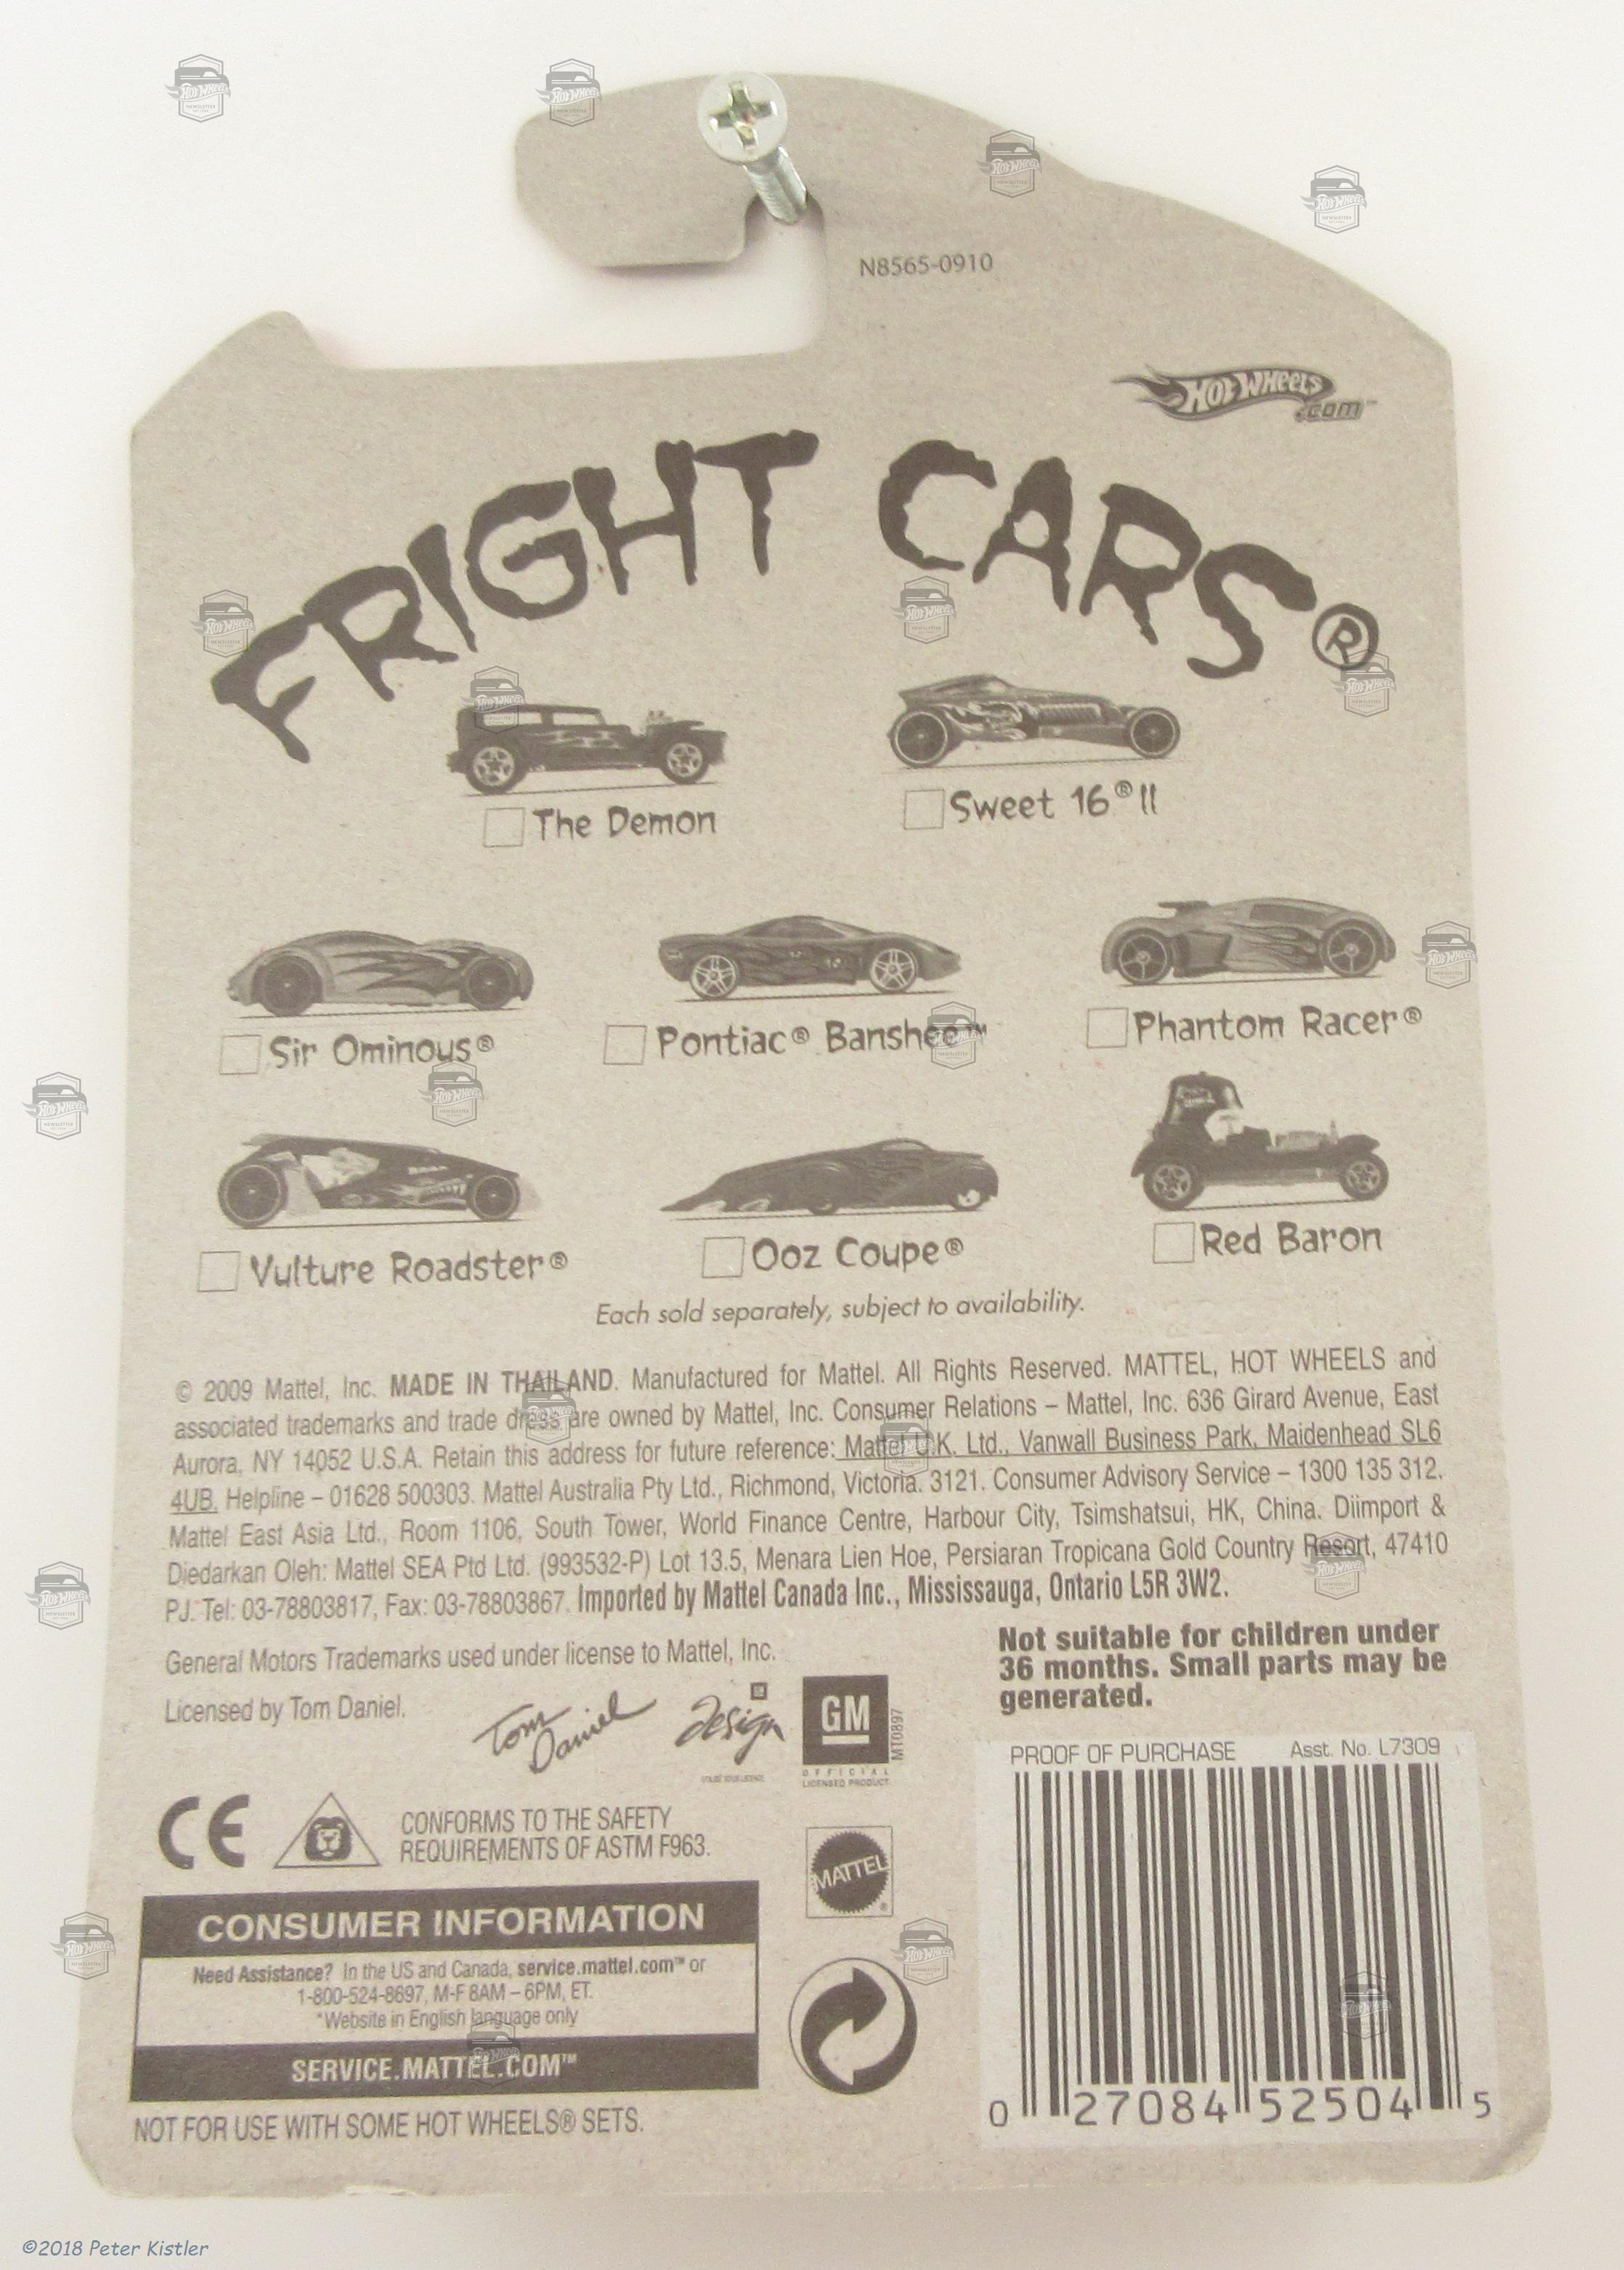 N8565-0910
HOT WHEELS
.com™
FRIGHT CARS®
The Demon
Sweet 16® II
Sir Ominous®
Pontiac® Banshee™
Phantom Racer®
Vulture Roadster®
Ooz Coupe®
Red Baron
Each sold separately, subject to availability.
© 2009 Mattel, Inc. MADE IN THAILAND. Manufactured for Mattel. All Rights Reserved. MATTEL, HOT WHEELS and
associated trademarks and trade dress are owned by Mattel, Inc. Consumer Relations – Mattel, Inc. 636 Girard Avenue, East
Aurora, NY 14052 U.S.A. Retain this address for future reference: Mattel U.K. Ltd., Vanwall Business Park, Maidenhead SL6
4UB. Helpline – 01628 500303. Mattel Australia Pty Ltd., Richmond, Victoria. 3121. Consumer Advisory Service – 1300 135 312.
Mattel East Asia Ltd., Room 1106, South Tower, World Finance Centre, Harbour City, Tsimshatsui, HK, China. Diimport &
Diedarkan Oleh: Mattel SEA Ptd Ltd. (993532-P) Lot 13.5, Menara Lien Hoe, Persiaran Tropicana Gold Country Resort, 47410
PJ. Tel: 03-78803817, Fax: 03-78803867. Imported by Mattel Canada Inc., Mississauga, Ontario L5R 3W2.
General Motors Trademarks used under license to Mattel, Inc.
Licensed by Tom Daniel.
Tom
Daniel
Design
GM
OFFICIAL
LICENSED PRODUCT
MT0897
Not suitable for children under
36 months. Small parts may be
generated.
PROOF OF PURCHASE Asst. No. L7309
CE
CONFORMS TO THE SAFETY
REQUIREMENTS OF ASTM F963.
MATTEL®
CONSUMER INFORMATION
Need Assistance? In the US and Canada, service.mattel.com™ or
1-800-524-8697, M-F 8AM – 6PM, ET.
*Website in English language only
SERVICE.MATTEL.COM™
NOT FOR USE WITH SOME HOT WHEELS® SETS.
0 27084 52504 5
©2018 Peter Kistler